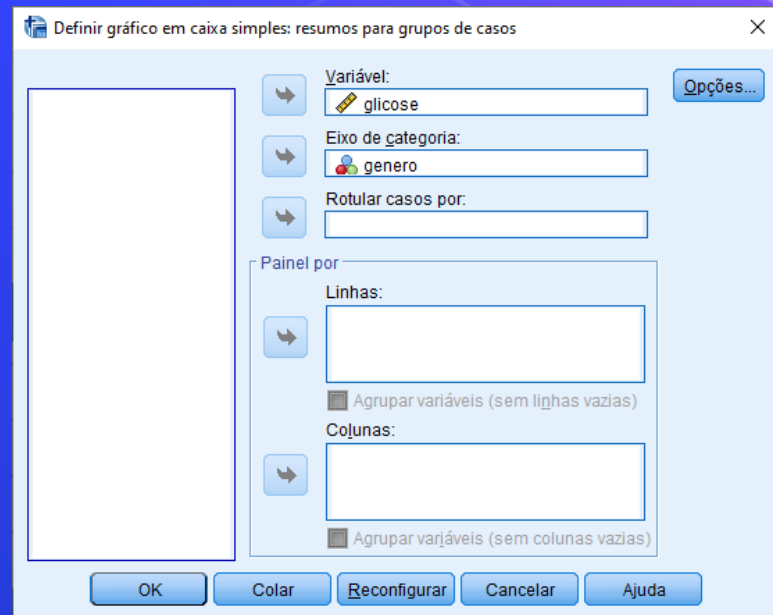 Definir gráfico em caixa simples: resumos para grupos de casos
Variável:
glicose
Opções...
Eixo de categoria:
genero
Rotular casos por:
Painel por
Linhas:
Agrupar variáveis (sem linhas vazias)
Colunas:
Agrupar variáveis (sem colunas vazias)
OK
Colar
Reconfigurar
Cancelar
Ajuda